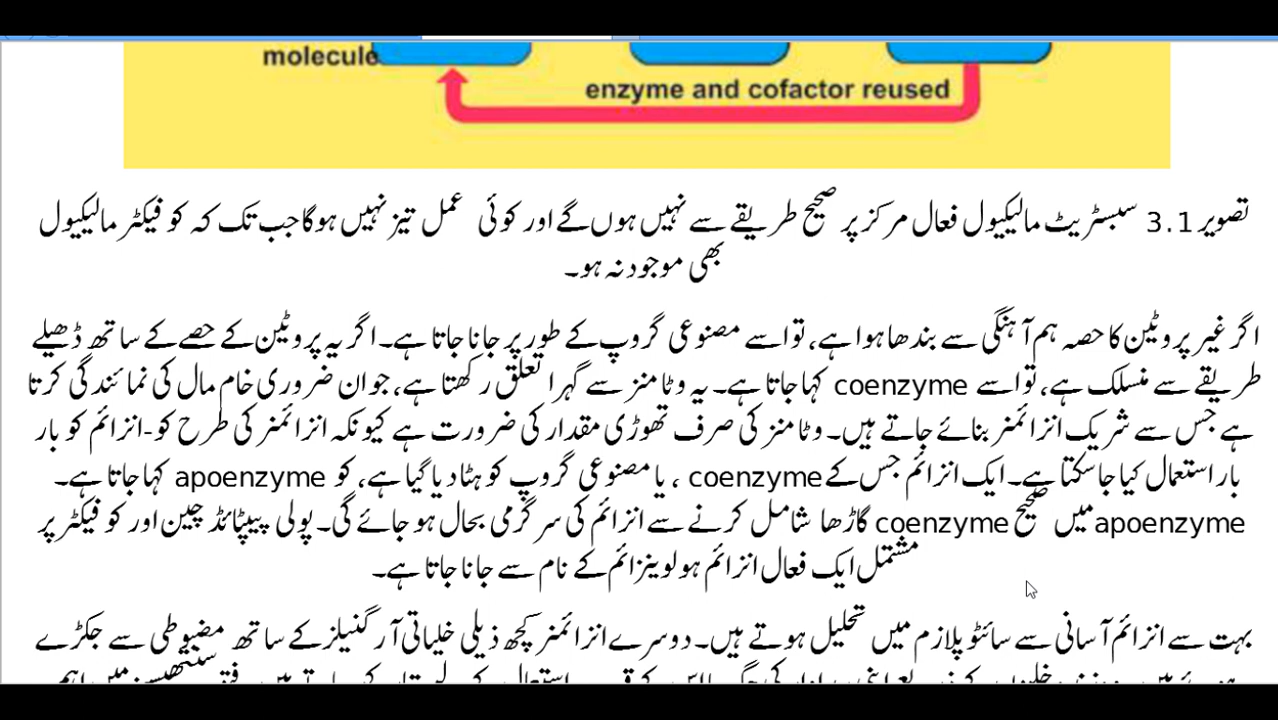 molecule
enzyme and cofactor reused
تصویر 3.1 سبسٹریٹ مالیکیول فعال مرکز پر صحیح طریقے سے نہیں ہوں گے اور کوئی عمل تیز نہیں ہوگا جب تک کہ کو فیکٹر مالیکیول
بھی موجود نہ ہو۔
اگر غیر پروٹین کا حصہ ہم آہنگی سے بندھا ہوا ہے، تو اسے مصنوعی گروپ کے طور پر جانا جاتا ہے۔ اگر یہ پروٹین کے حصے کے ساتھ ڈھیلے
طریقے سے منسلک ہے، تو اسے coenzyme کہا جاتا ہے۔ یہ وٹامنز سے گہرا تعلق رکھتا ہے، جو ان ضروری خام مال کی نمائندگی کرتا
ہے جس سے شریک انزائمنر بنائے جاتے ہیں۔ وٹامنز کی صرف تھوڑی مقدار کی ضرورت ہے کیونکہ انزائمنر کی طرح کو-انزائم کو بار
بار استعمال کیا جا سکتا ہے۔ ایک انزائم جس کے coenzyme ، یا مصنوعی گروپ کو ہٹا دیا گیا ہے، کو apoenzyme کہا جاتا ہے۔
apoenzyme میں صحیح coenzyme گاڑھا شامل کرنے سے انزائم کی سرگرمی بحال ہو جائے گی۔ پولی پیپٹائڈ چین اور کو فیکٹر پر
مشتمل ایک فعال انزائم ہولوینزائم کے نام سے جانا جاتا ہے۔
بہت سے انزائم آسانی سے سائٹوپلازم میں تحلیل ہوتے ہیں۔ دوسرے انزائمنر کچھ ذیلی خلیاتی آرگنیلز کے ساتھ مضبوطی سے جکڑے